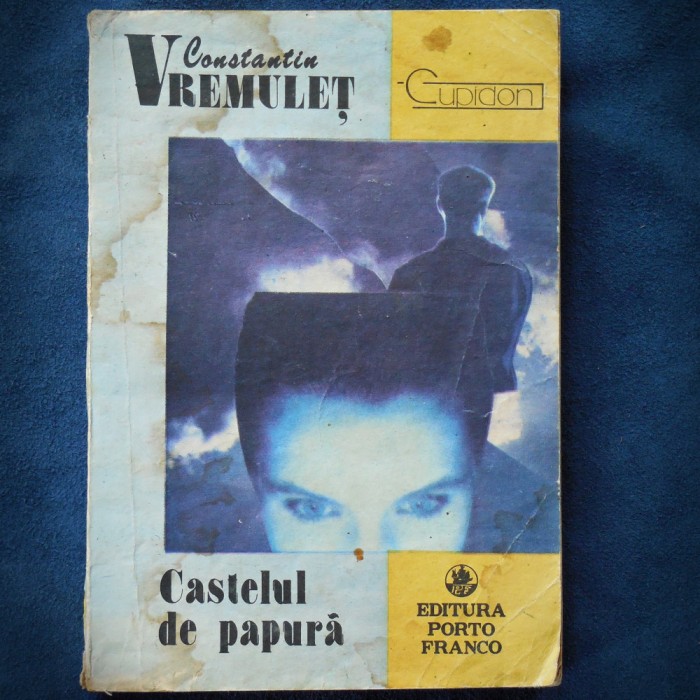 Constantin
VREMULEȚ
Cupidon
Castelul
de papură
EDITURA
PORTO
FRANCO